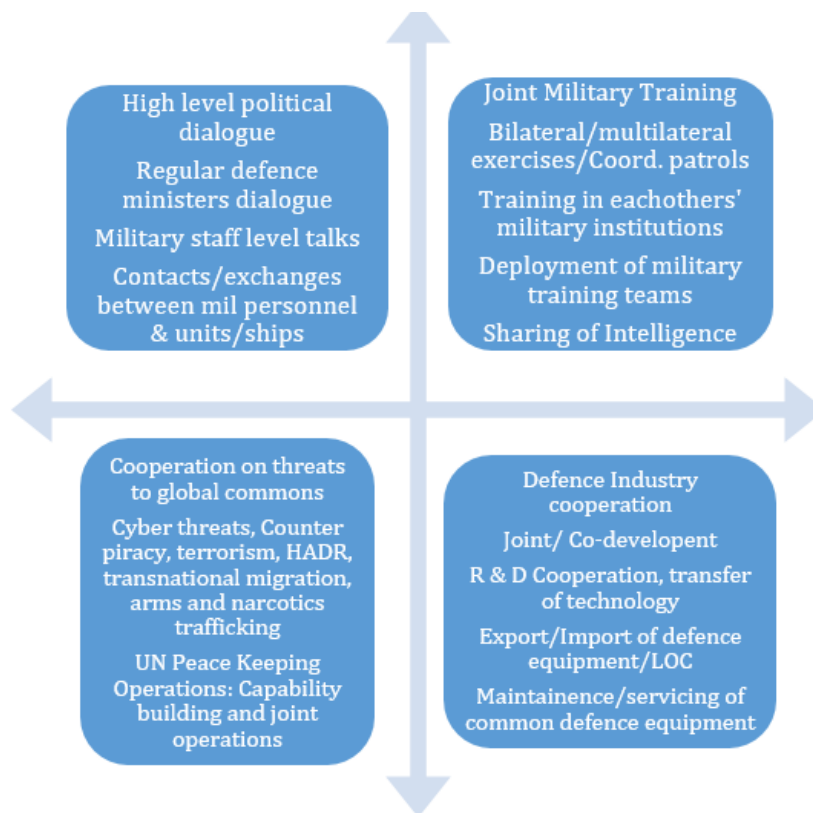 High level political
dialogue
Regular defence
ministers dialogue
Military staff level talks
Contacts/exchanges
between mil personnel
& units/ships
Joint Military Training
Bilateral/multilateral
exercises/Coord. patrols
Training in eachothers'
military institutions
Deployment of military
training teams
Sharing of Intelligence
Cooperation on threats
to global commons
Cyber threats, Counter
piracy, terrorism, HADR,
transnational migration,
arms and narcotics
trafficking
UN Peace Keeping
Operations: Capability
building and joint
operations
Defence Industry
cooperation
Joint/ Co-developent
R & D Cooperation, transfer
of technology
Export/Import of defence
equipment/LOC
Maintainence/servicing of
common defence equipment